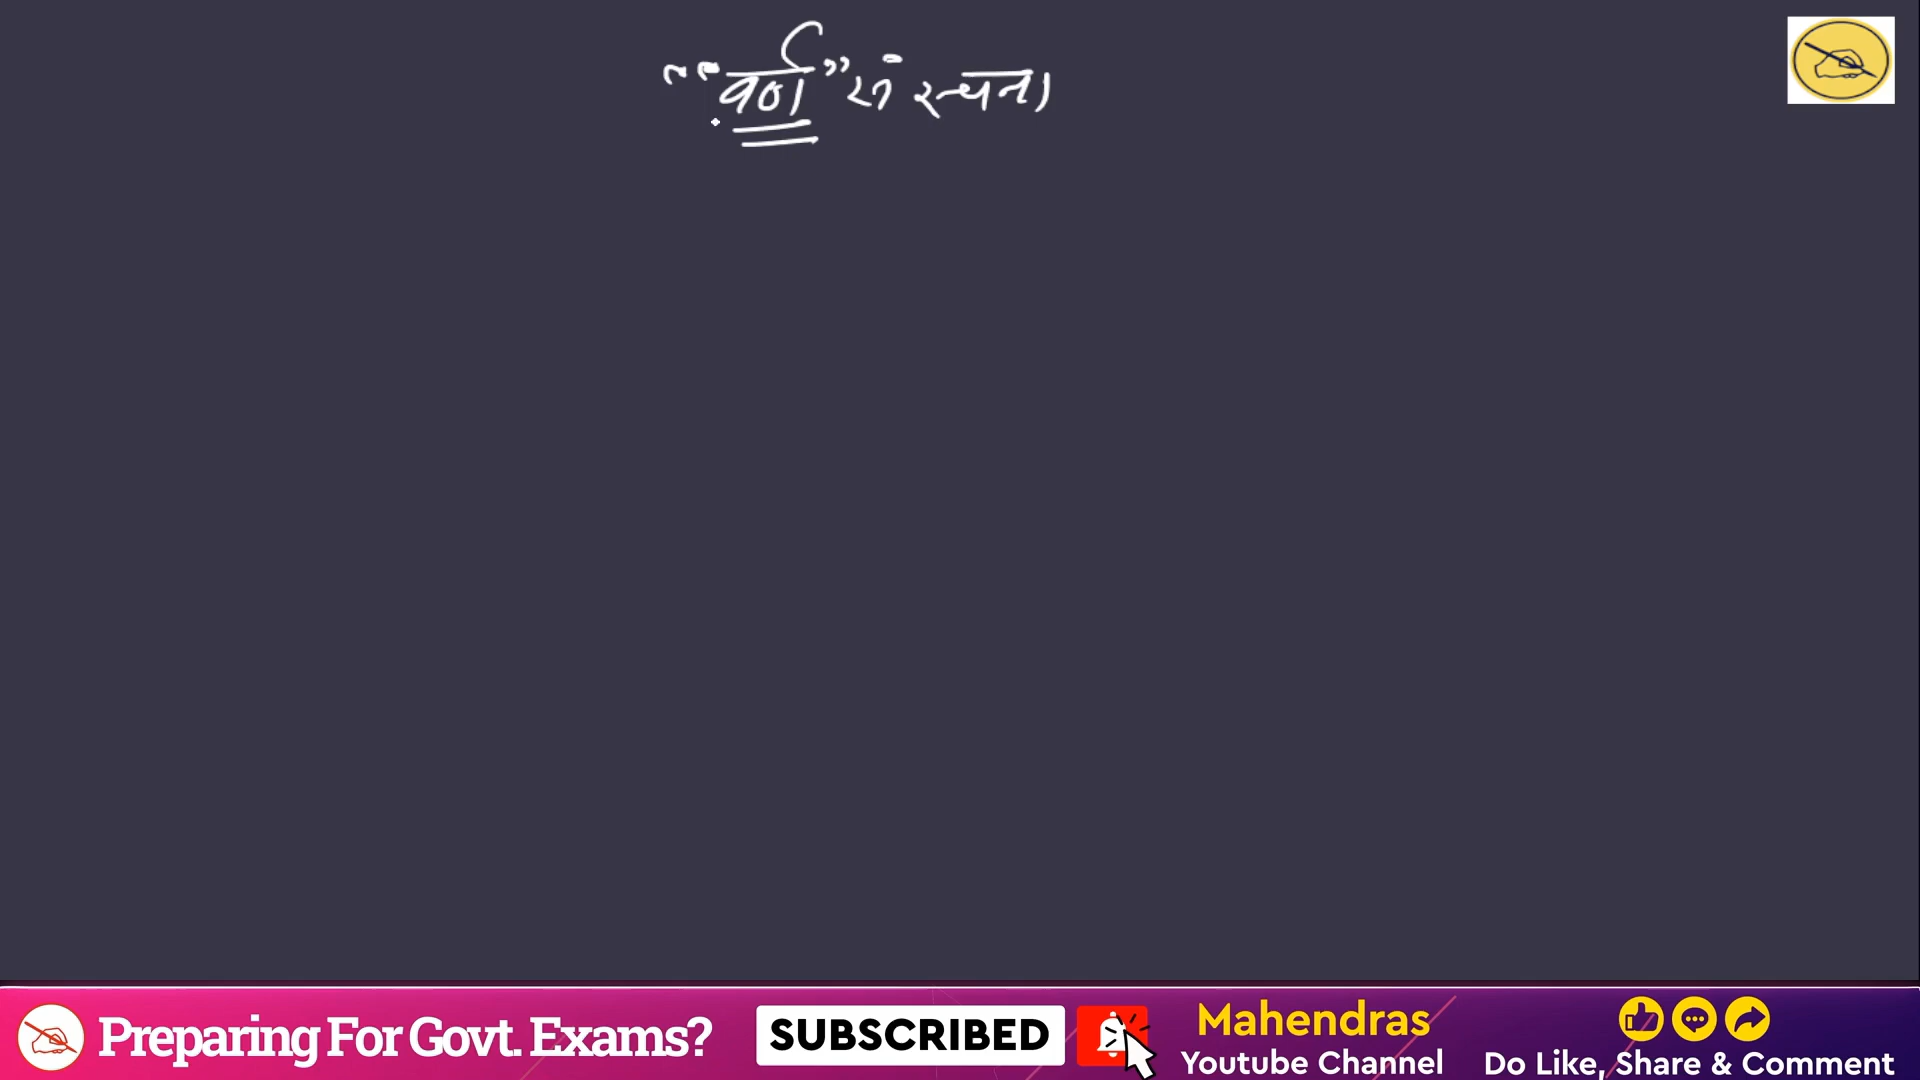 ““वर्ण” संरचना
Preparing For Govt. Exams?
SUBSCRIBED
Mahendras
Youtube Channel
Do Like, Share & Comment